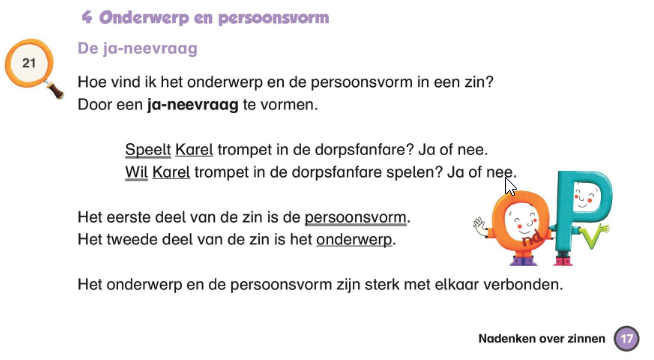 4 Onderwerp en persoonsvorm
De ja-neevraag
21
Hoe vind ik het onderwerp en de persoonsvorm in een zin?
Door een ja-neevraag te vormen.
Speelt Karel trompet in de dorpsfanfare? Ja of nee.
Wil Karel trompet in de dorpsfanfare spelen? Ja of nee.
Het eerste deel van de zin is de persoonsvorm.
Het tweede deel van de zin is het onderwerp.
O nd P V
Het onderwerp en de persoonsvorm zijn sterk met elkaar verbonden.
Nadenken over zinnen 17